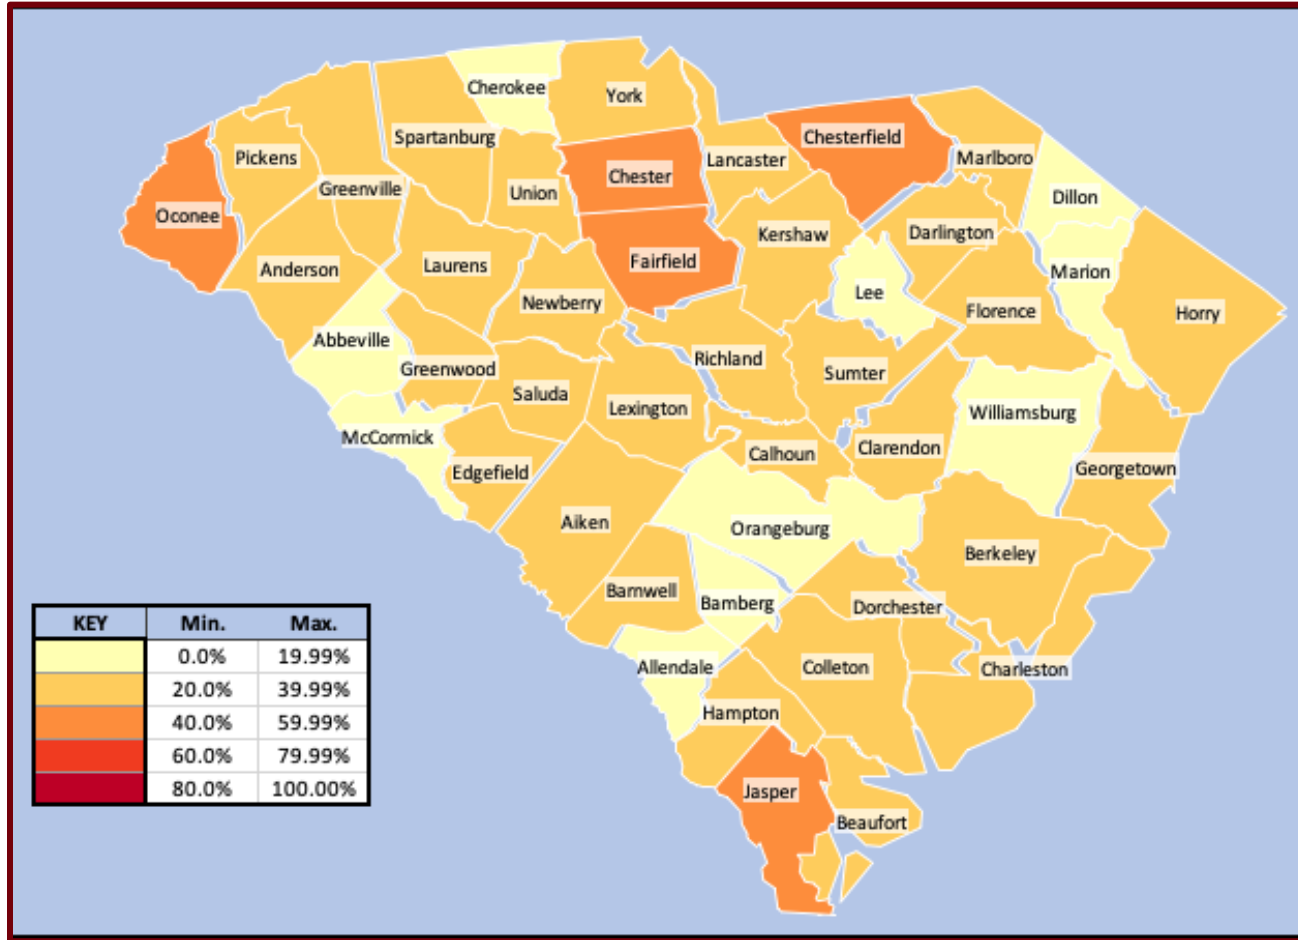 Cherokee
York
Spartanburg
Chesterfield
Pickens
Lancaster
Marlboro
Greenville
Union
Chester
Dillon
Oconee
Kershaw
Darlington
Anderson
Laurens
Fairfield
Marion
Newberry
Lee
Florence
Horry
Abbeville
Greenwood
Richland
Sumter
Saluda
Lexington
Williamsburg
McCormick
Calhoun
Clarendon
Edgefield
Georgetown
Aiken
Orangeburg
Berkeley
Barnwell
Bamberg
Dorchester
Allendale
Colleton
Charleston
Hampton
Jasper
Beaufort
KEY Min. Max.
0.0% 19.99%
20.0% 39.99%
40.0% 59.99%
60.0% 79.99%
80.0% 100.00%